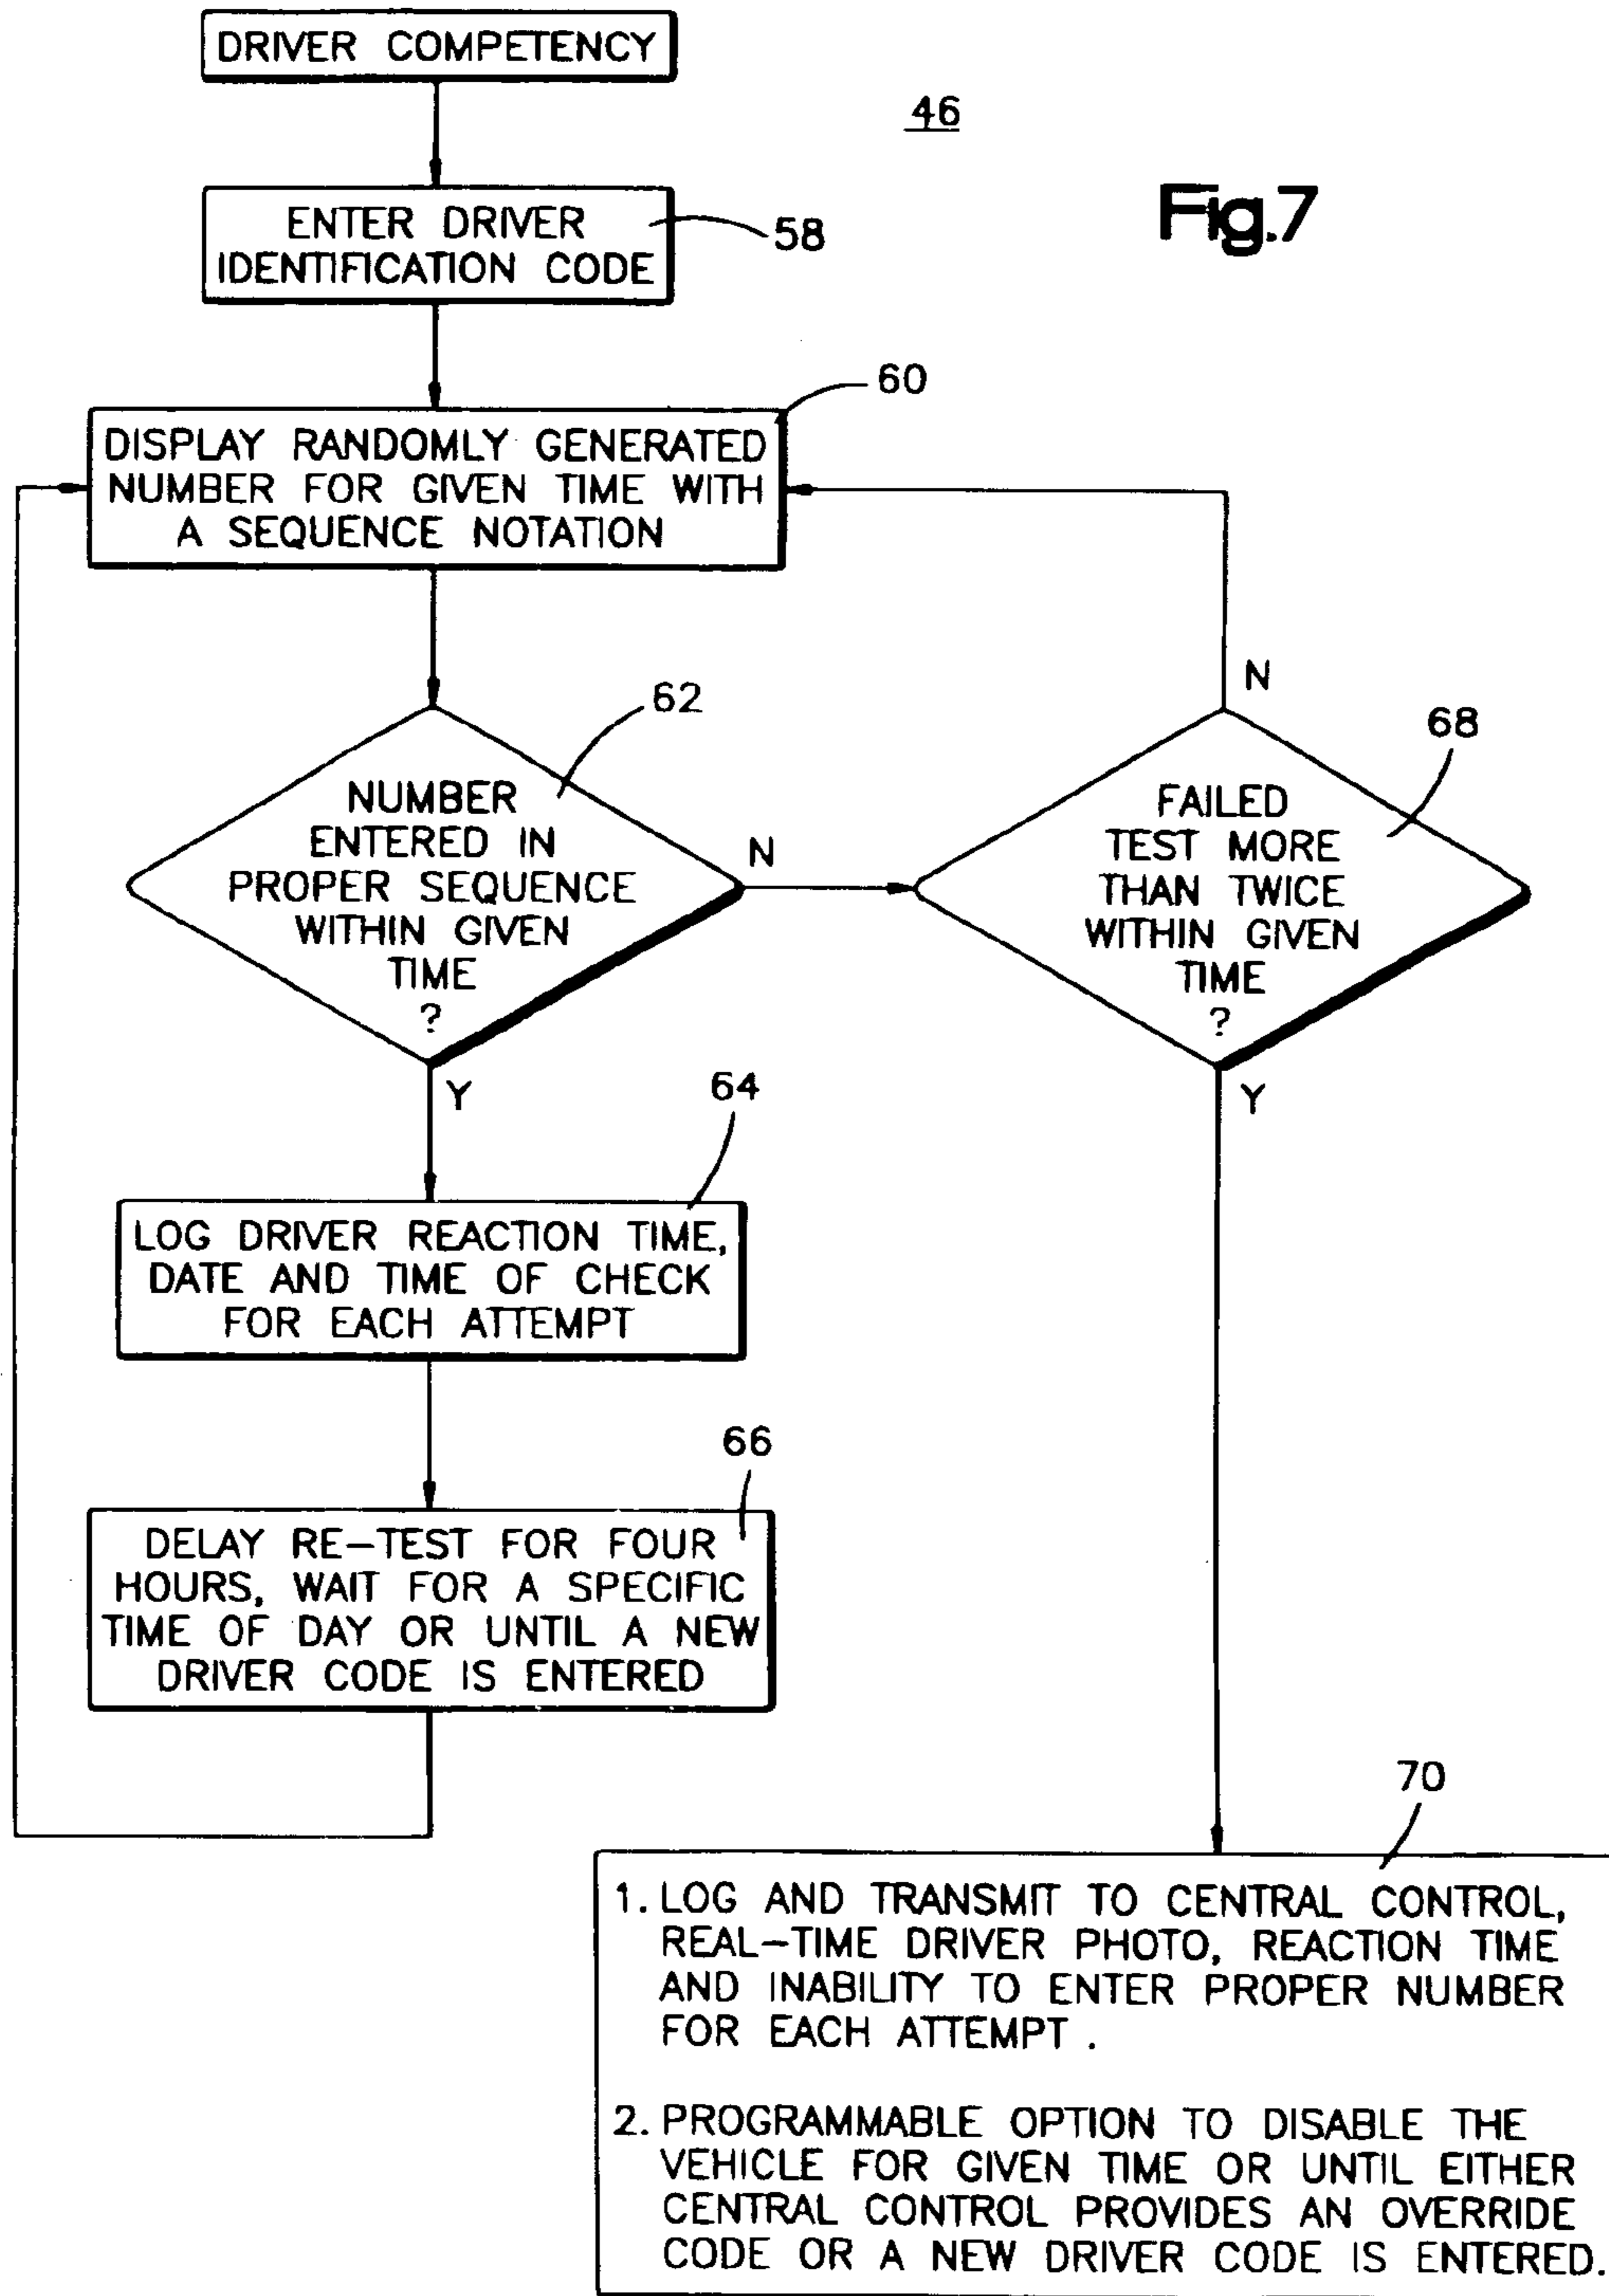 DRIVER COMPETENCY
46
Fig.7
ENTER DRIVER
IDENTIFICATION CODE
58
60
DISPLAY RANDOMLY GENERATED
NUMBER FOR GIVEN TIME WITH
A SEQUENCE NOTATION
62
NUMBER
ENTERED IN
PROPER SEQUENCE
WITHIN GIVEN
TIME
?
N
Y
N
68
FAILED
TEST MORE
THAN TWICE
WITHIN GIVEN
TIME
?
Y
64
LOG DRIVER REACTION TIME,
DATE AND TIME OF CHECK
FOR EACH ATTEMPT
66
DELAY RE-TEST FOR FOUR
HOURS, WAIT FOR A SPECIFIC
TIME OF DAY OR UNTIL A NEW
DRIVER CODE IS ENTERED
70
1. LOG AND TRANSMIT TO CENTRAL CONTROL,
REAL-TIME DRIVER PHOTO, REACTION TIME
AND INABILITY TO ENTER PROPER NUMBER
FOR EACH ATTEMPT .
2. PROGRAMMABLE OPTION TO DISABLE THE
VEHICLE FOR GIVEN TIME OR UNTIL EITHER
CENTRAL CONTROL PROVIDES AN OVERRIDE
CODE OR A NEW DRIVER CODE IS ENTERED.